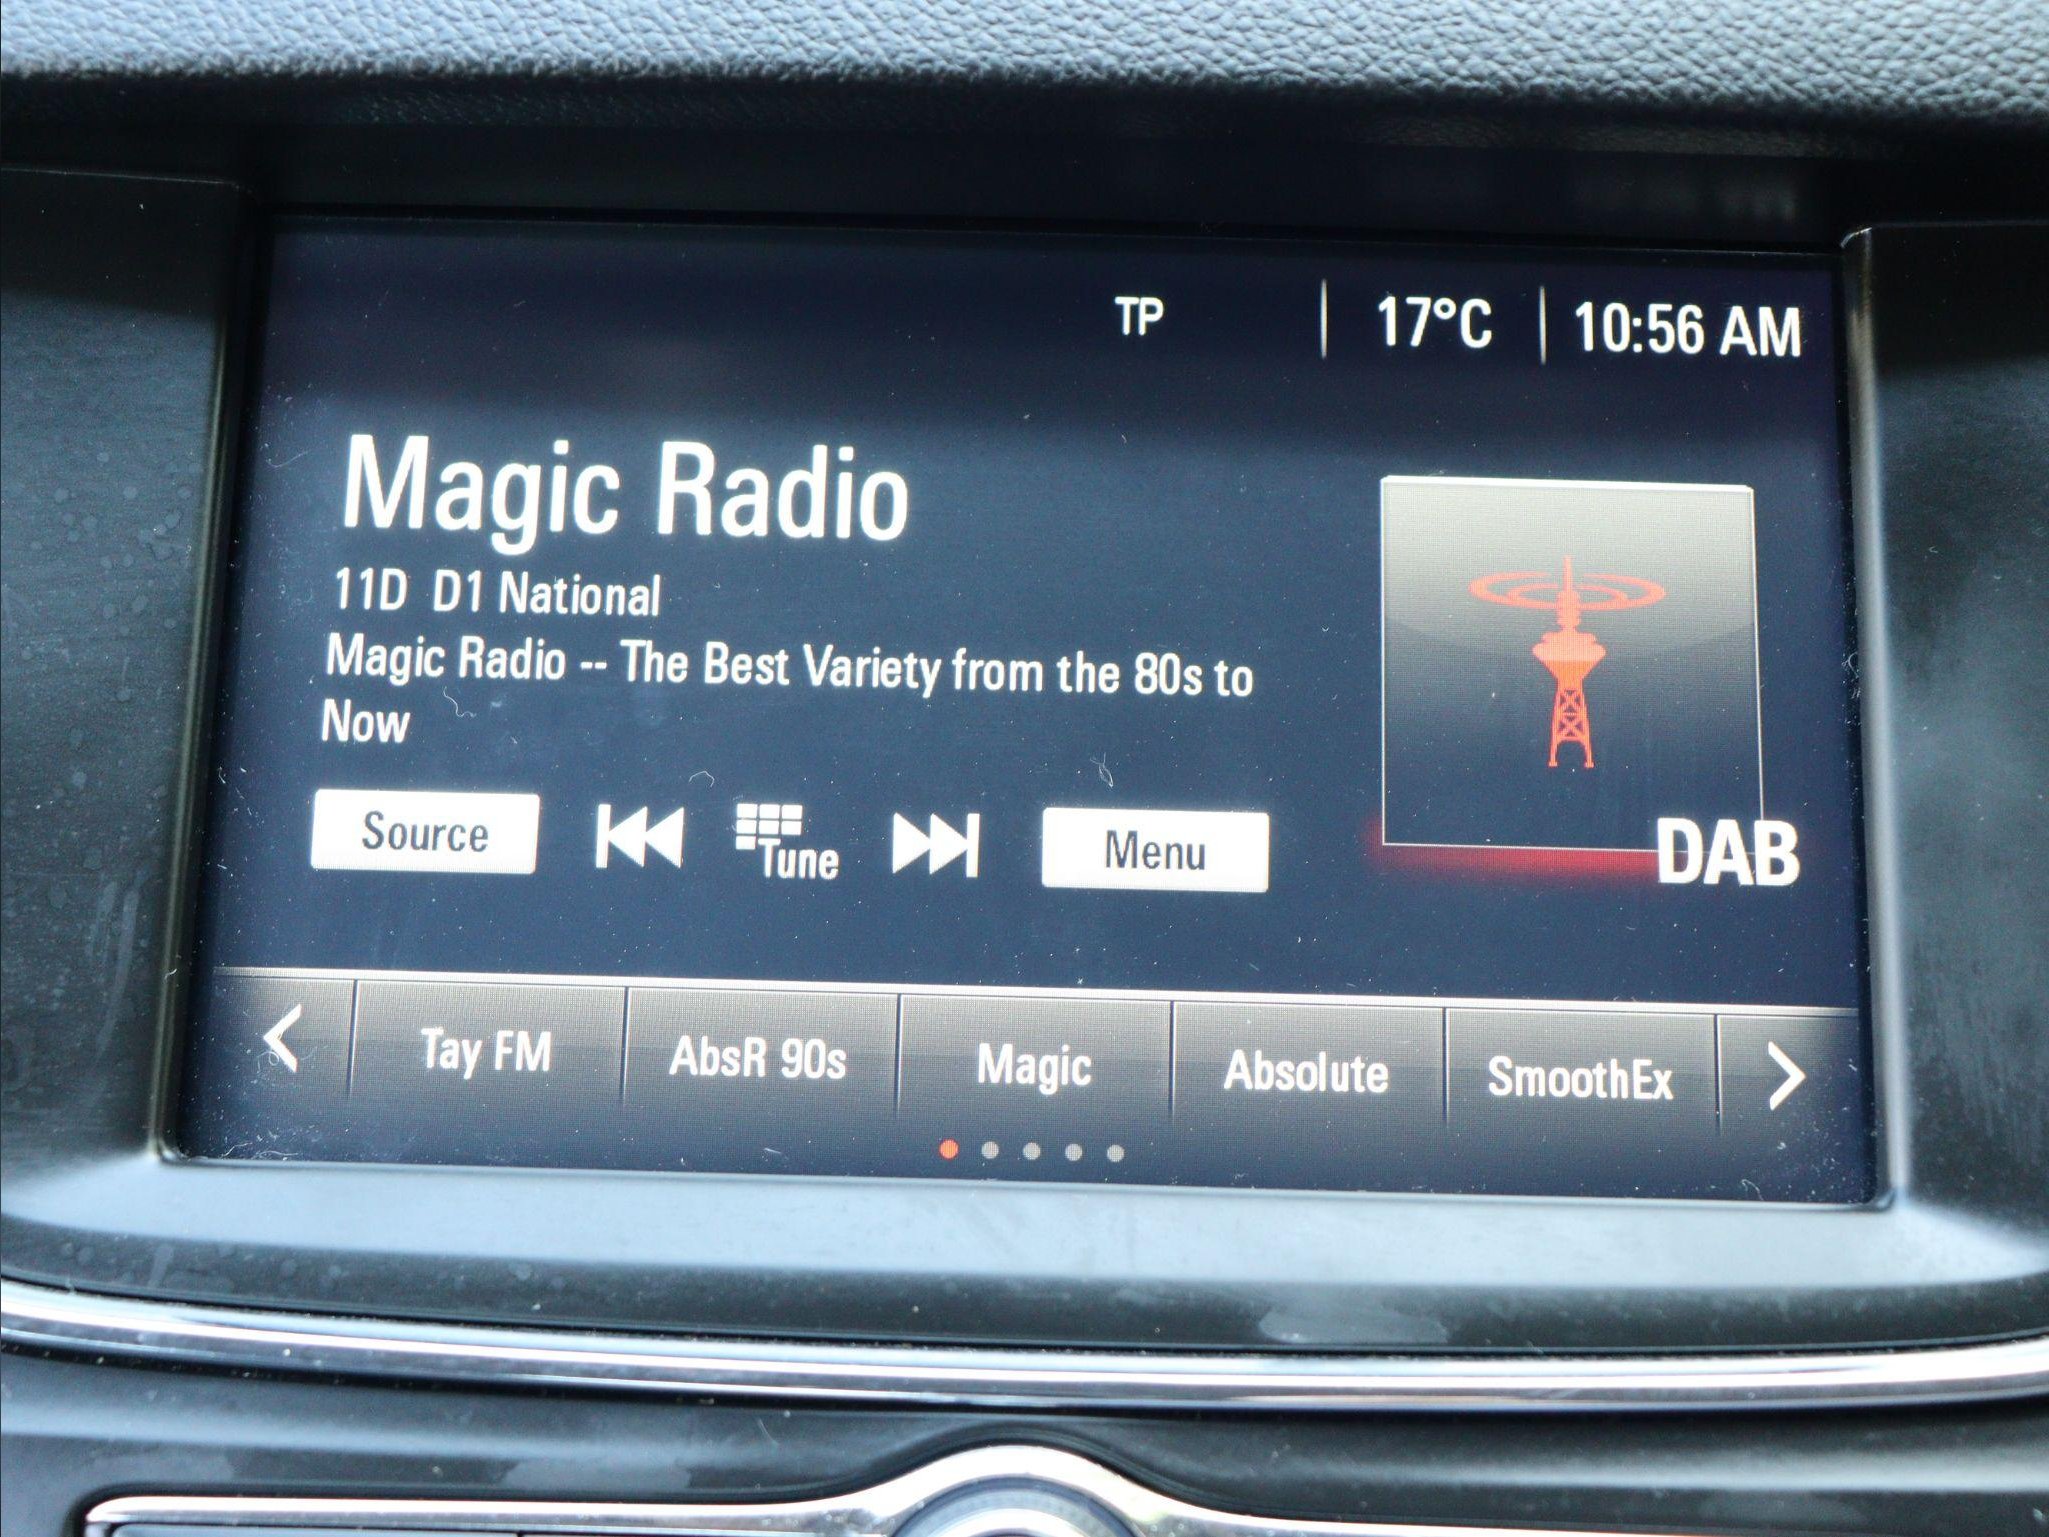 TP 17°C 10:56 AM
Magic Radio
11D D1 National
Magic Radio -- The Best Variety from the 80s to
Now
Source Tune Menu
DAB
Tay FM AbsR 90s Magic Absolute SmoothEx